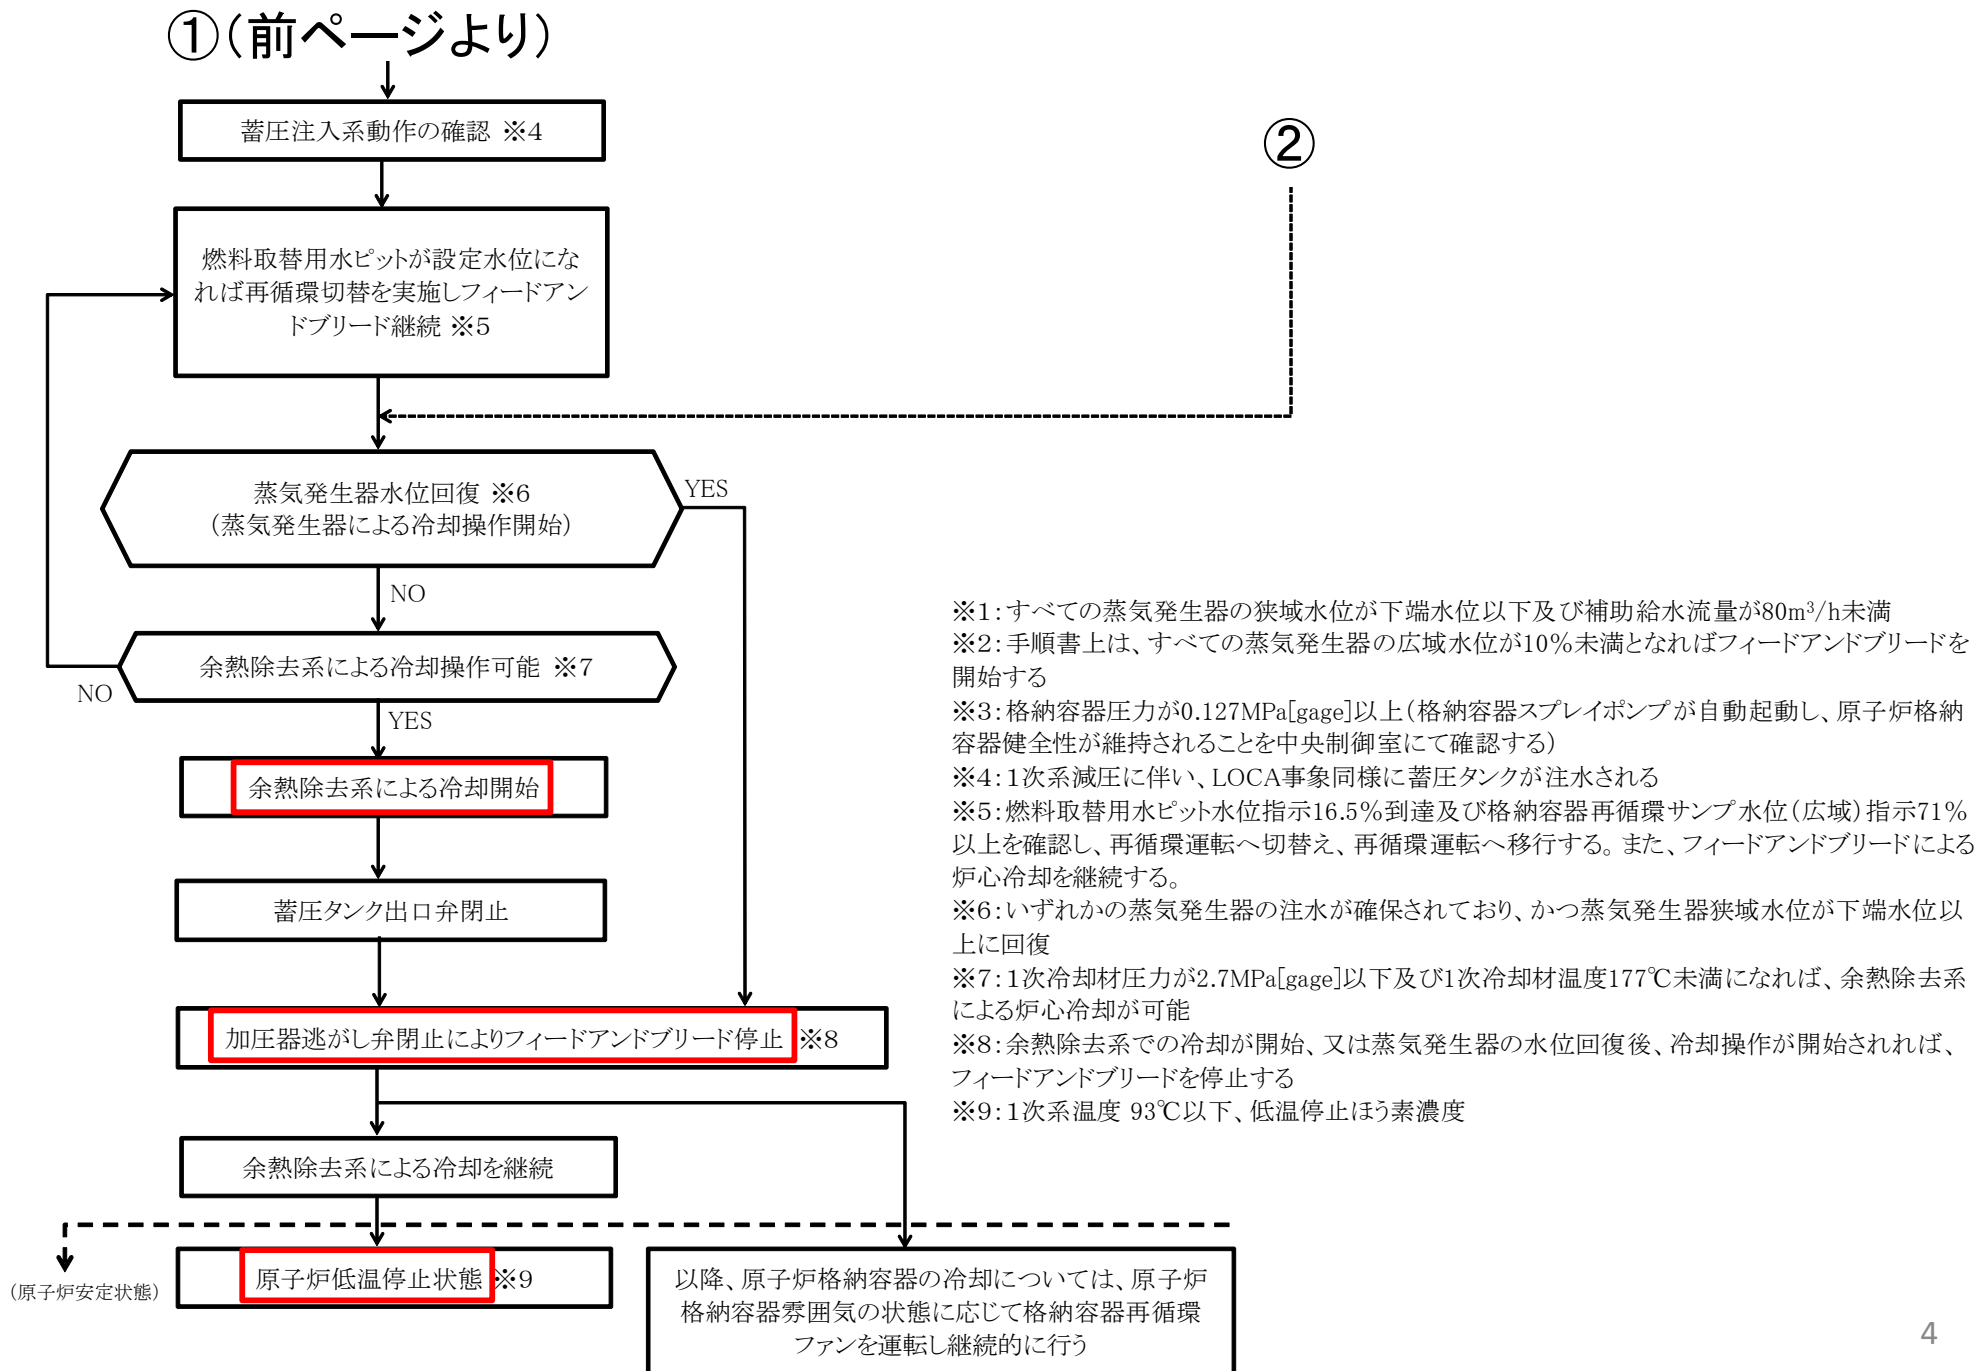 ①(前ページより)
蓄圧注入系動作の確認 ※4
②
燃料取替用水ピットが設定水位にな
れば再循環切替を実施しフィードアン
ドブリード継続 ※5
蒸気発生器水位回復 ※6
(蒸気発生器による冷却操作開始)
YES
NO
余熱除去系による冷却操作可能 ※7
NO
YES
余熱除去系による冷却開始
蓄圧タンク出口弁閉止
加圧器逃がし弁閉止によりフィードアンドブリード停止 ※8
余熱除去系による冷却を継続
(原子炉安定状態)
原子炉低温停止状態 ※9
以降、原子炉格納容器の冷却については、原子炉
格納容器雰囲気の状態に応じて格納容器再循環
ファンを運転し継続的に行う
※1:すべての蒸気発生器の狭域水位が下端水位以下及び補助給水流量が80m³/h未満
※2:手順書上は、すべての蒸気発生器の広域水位が10%未満となればフィードアンドブリードを
開始する
※3:格納容器圧力が0.127MPa[gage]以上(格納容器スプレイポンプが自動起動し、原子炉格納
容器健全性が維持されることを中央制御室にて確認する)
※4:1次系減圧に伴い、LOCA事象同様に蓄圧タンクが注水される
※5:燃料取替用水ピット水位指示16.5%到達及び格納容器再循環サンプ水位(広域)指示71%
以上を確認し、再循環運転へ切替え、再循環運転へ移行する。また、フィードアンドブリードによる
炉心冷却を継続する。
※6:いずれかの蒸気発生器の注水が確保されており、かつ蒸気発生器狭域水位が下端水位以
上に回復
※7:1次冷却材圧力が2.7MPa[gage]以下及び1次冷却材温度177℃未満になれば、余熱除去系
による炉心冷却が可能
※8:余熱除去系での冷却が開始、又は蒸気発生器の水位回復後、冷却操作が開始されれば、
フィードアンドブリードを停止する
※9:1次系温度 93℃以下、低温停止ほう素濃度
4